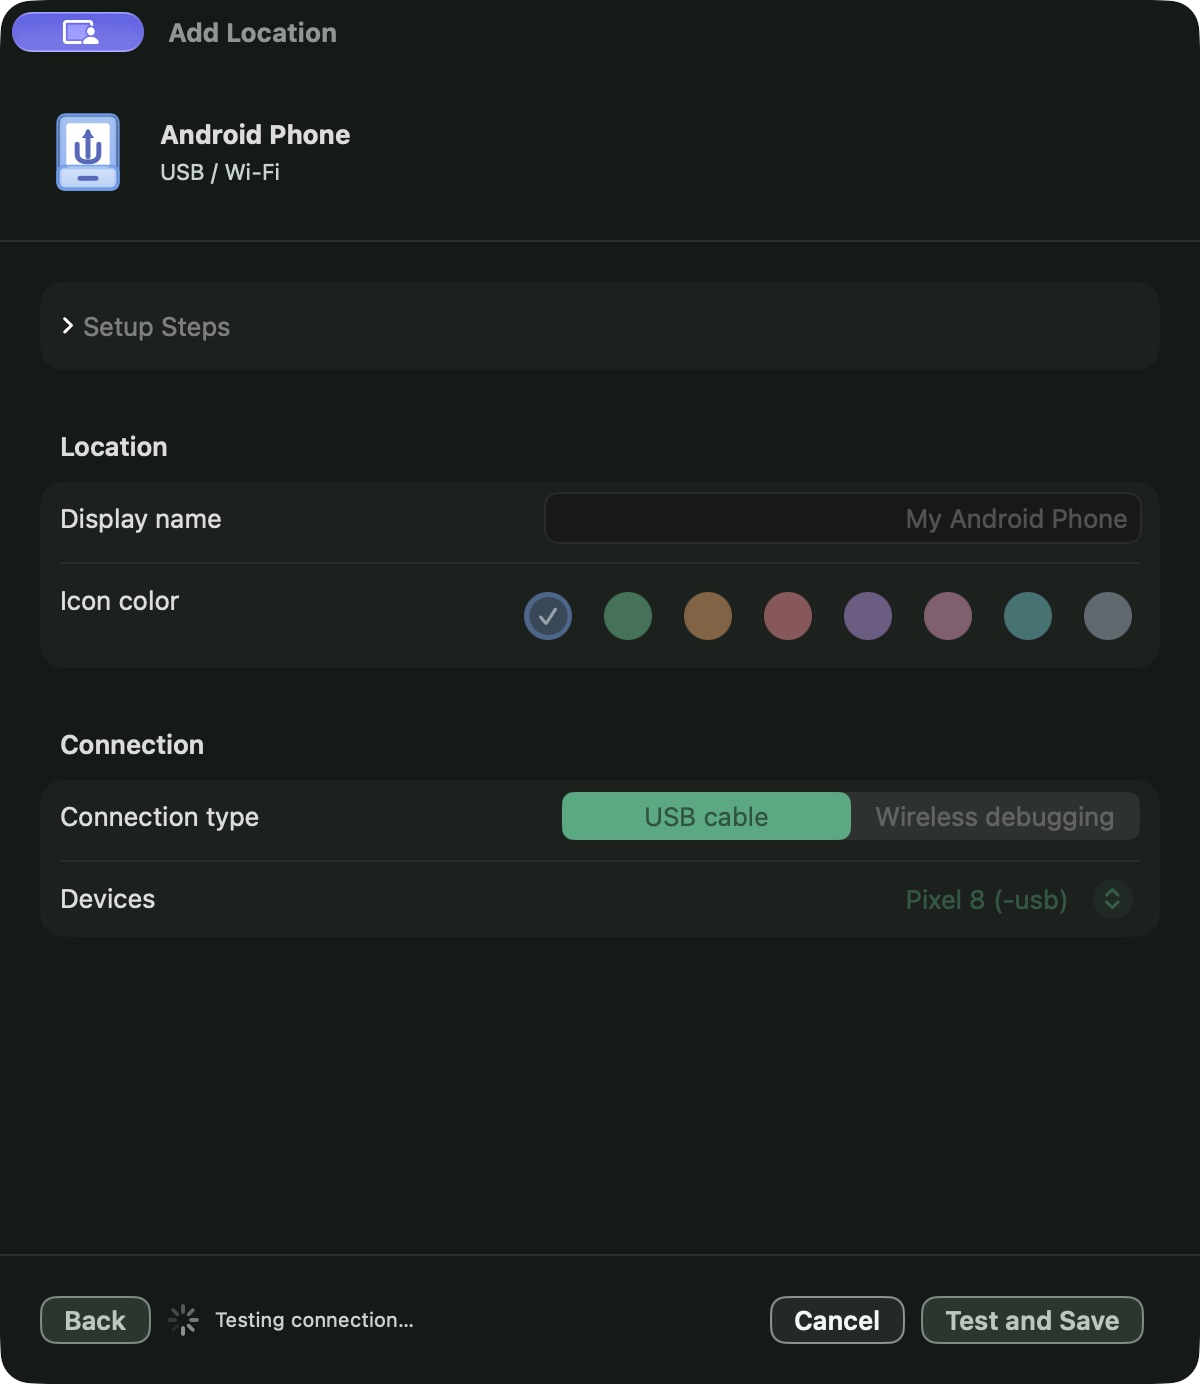 Add Location
Android Phone
USB / Wi-Fi
Setup Steps
Location
Display name
My Android Phone
Icon color
Connection
Connection type
USB cable
Wireless debugging
Devices
Pixel 8 (-usb)
Back
Testing connection...
Cancel
Test and Save